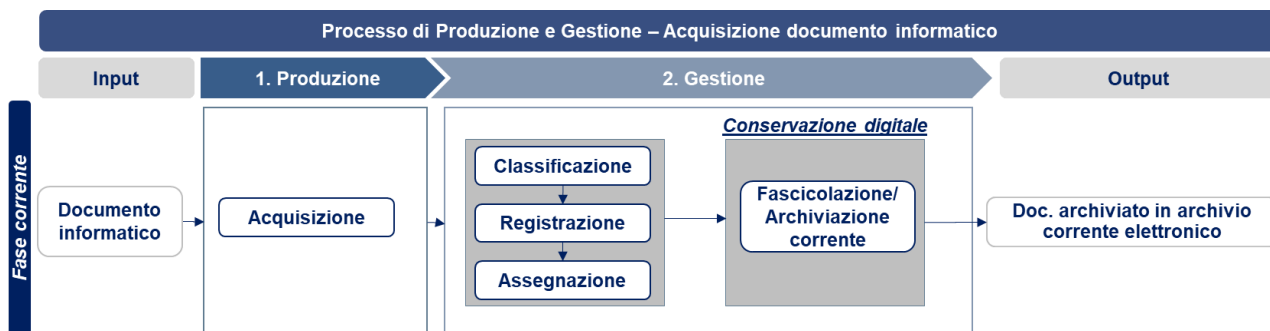 Processo di Produzione e Gestione – Acquisizione documento informatico
Input
1. Produzione
2. Gestione
Output
Fase corrente
Documento
informatico
Acquisizione
Classificazione
Registrazione
Assegnazione
Conservazione digitale
Fascicolazione/
Archiviazione
corrente
Doc. archiviato in archivio
corrente elettronico